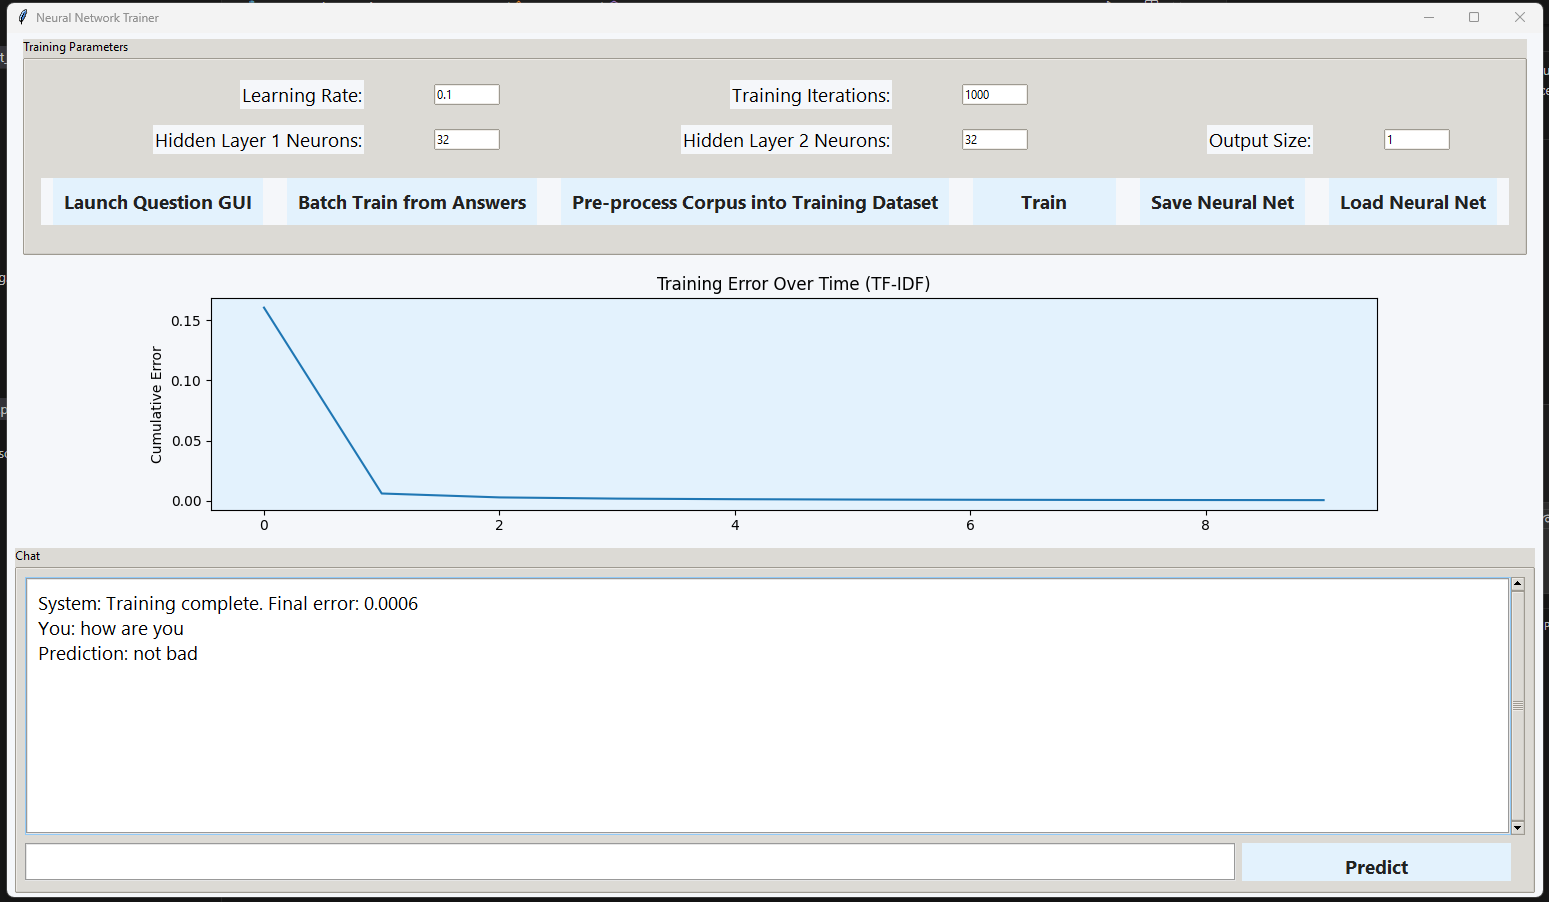 Neural Network Trainer
Training Parameters
Learning Rate: 0.1 Training Iterations: 1000
Hidden Layer 1 Neurons: 32 Hidden Layer 2 Neurons: 32 Output Size: 1
Launch Question GUI Batch Train from Answers Pre-process Corpus into Training Dataset Train Save Neural Net Load Neural Net
Training Error Over Time (TF-IDF)
Cumulative Error
0.15
0.10
0.05
0.00
0 2 4 6 8
Chat
System: Training complete. Final error: 0.0006
You: how are you
Prediction: not bad
Predict